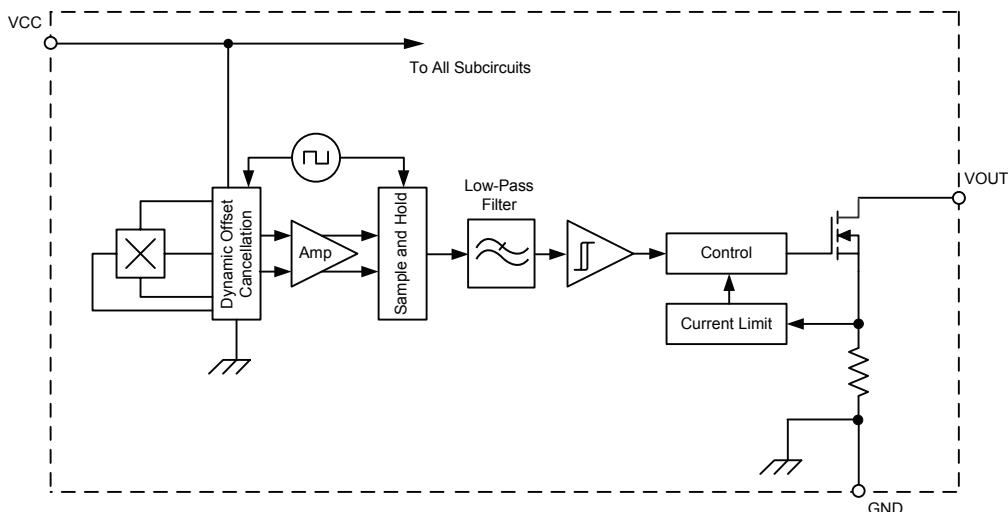 VCC
To All Subcircuits
Dynamic Offset
Cancellation
Amp
Sample and Hold
Low-Pass
Filter
Control
Current Limit
VOUT
GND